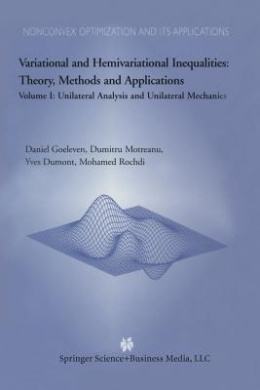 NONCONVEX OPTIMIZATION AND ITS APPLICATIONS
Variational and Hemivariational Inequalities:
Theory, Methods and Applications
Volume I: Unilateral Analysis and Unilateral Mechanics
Daniel Goeleven, Dumitru Motreanu,
Yves Dumont, Mohamed Rochdi
Springer Science+Business Media, LLC